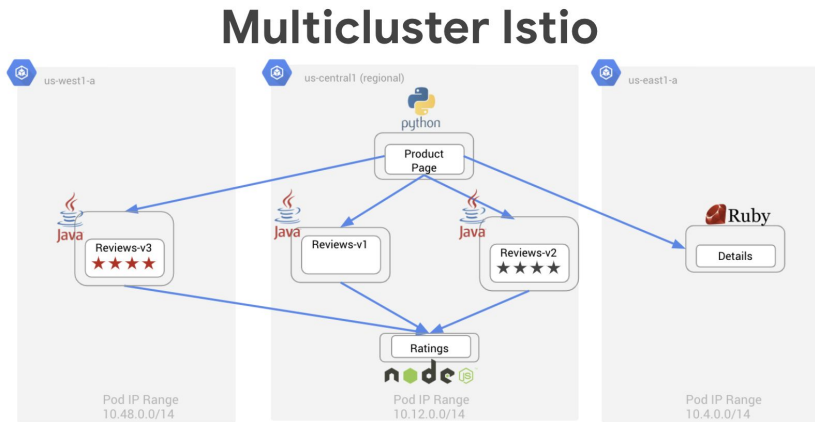 Multicluster Istio
us-west1-a
us-central1 (regional)
us-east1-a
python
Product
Page
Java
Reviews-v3
Java
Reviews-v1
Java
Reviews-v2
Ruby
Details
Ratings
node
JS
Pod IP Range
10.48.0.0/14
Pod IP Range
10.12.0.0/14
Pod IP Range
10.4.0.0/14